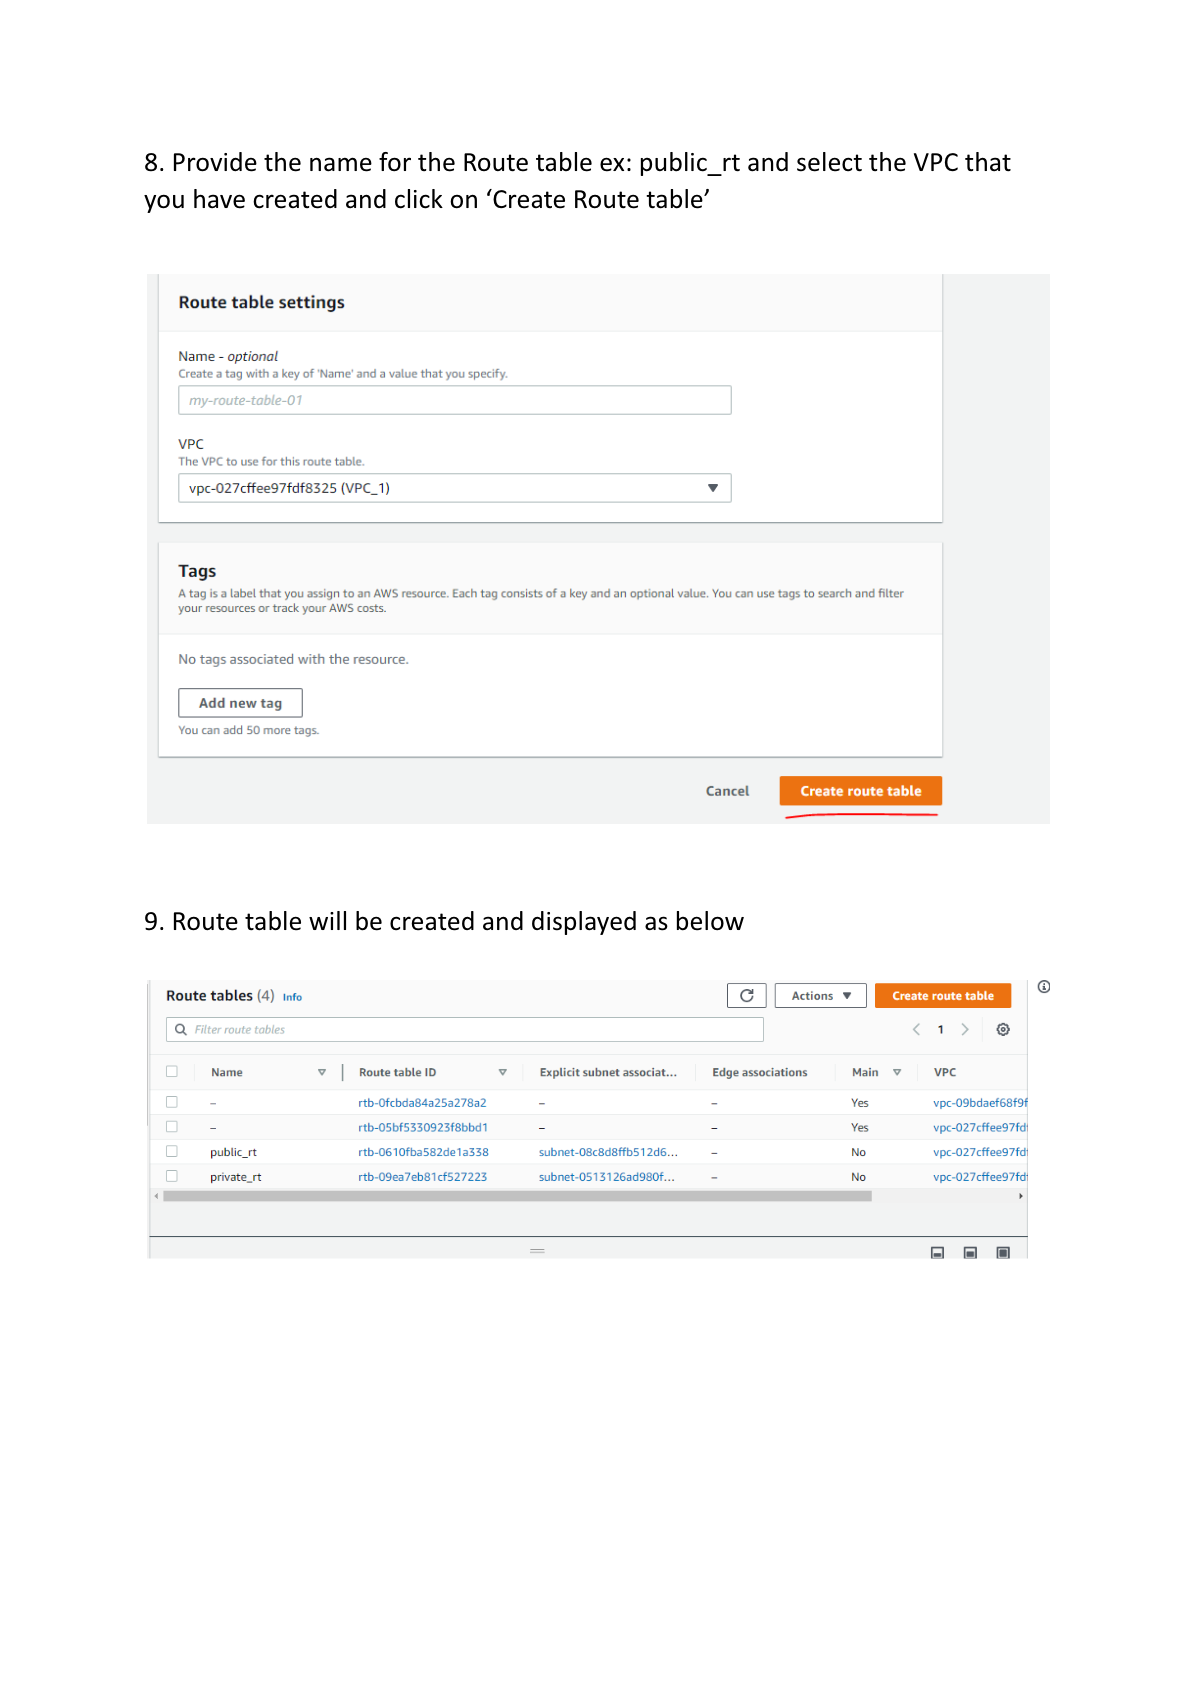 8. Provide the name for the Route table ex: public_rt and select the VPC that
you have created and click on ‘Create Route table’
Route table settings
Name - optional
Create a tag with a key of 'Name' and a value that you specify.
my-route-table-01
VPC
The VPC to use for this route table.
vpc-027cffee97fdf8325 (VPC_1)
Tags
A tag is a label that you assign to an AWS resource. Each tag consists of a key and an optional value. You can use tags to search and filter
your resources or track your AWS costs.
No tags associated with the resource.
Add new tag
You can add 50 more tags.
Cancel Create route table
9. Route table will be created and displayed as below
Route tables (4) Info Actions Create route table
Filter route tables 1
Name Route table ID Explicit subnet associat... Edge associations Main VPC
– rtb-0fcbda84a25a278a2 – – Yes vpc-09bdaef68f9f
– rtb-05bf5330923f8bbd1 – – Yes vpc-027cffee97fd
public_rt rtb-0610fba582de1a338 subnet-08c8d8ffb512d6... – No vpc-027cffee97fd
private_rt rtb-09ea7eb81cf527223 subnet-0513126ad980f... – No vpc-027cffee97fd